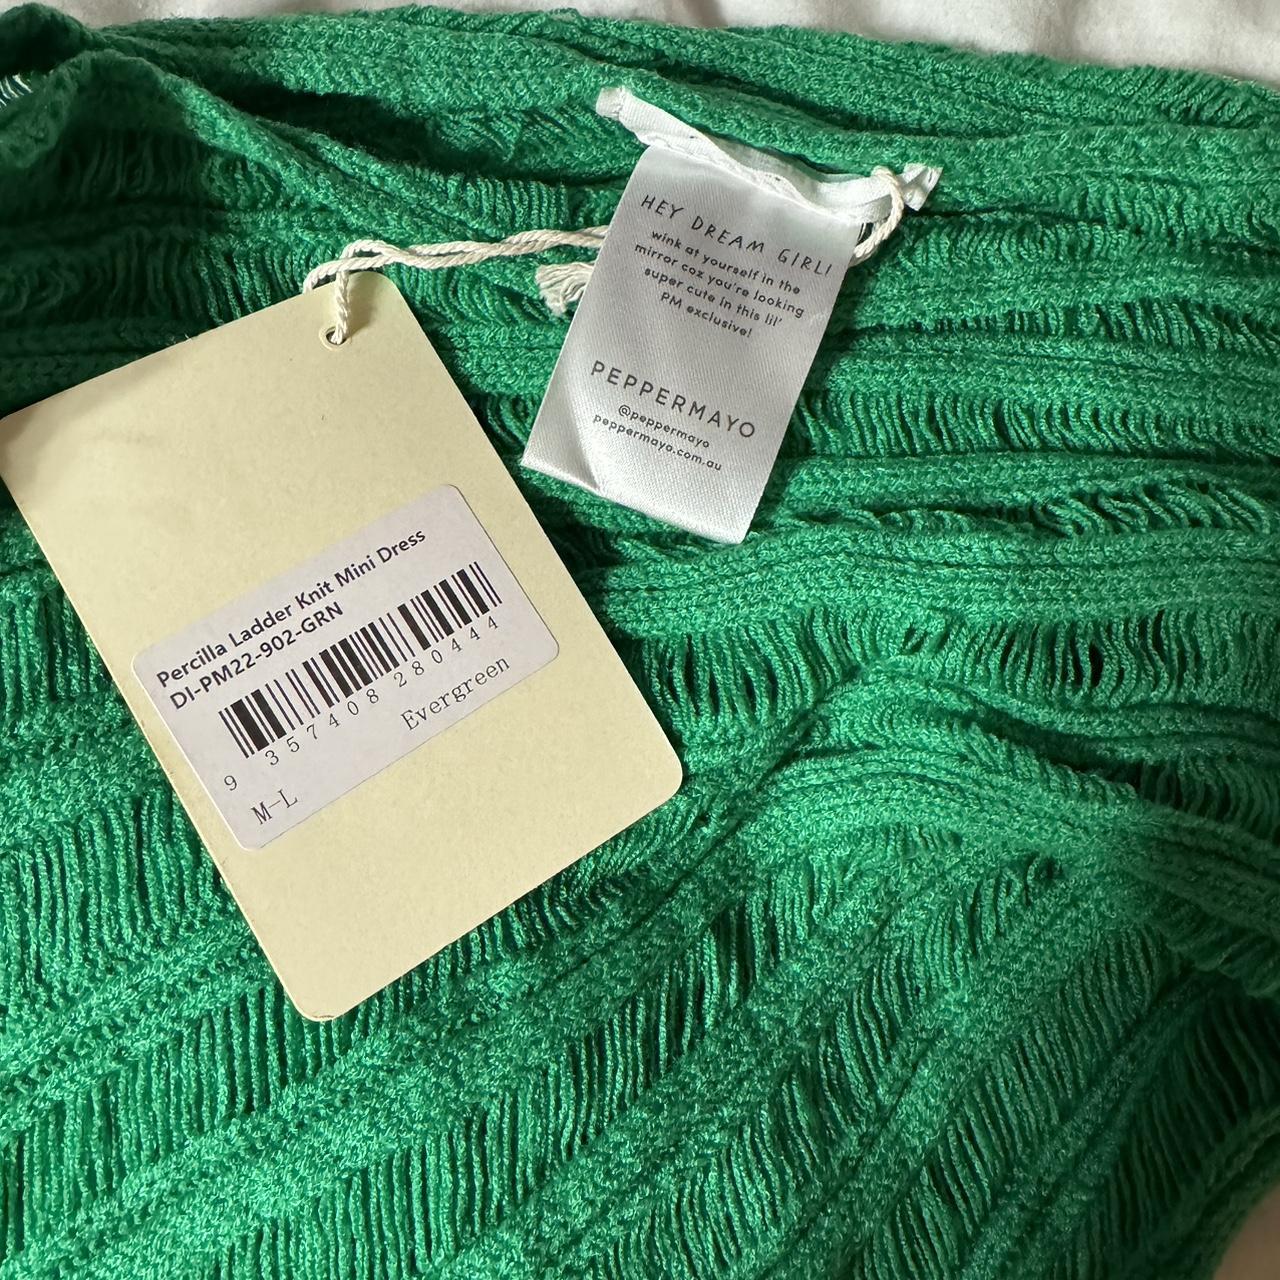 HEY DREAM GIRL!
wink at yourself in the
mirror coz you're looking
super cute in this lil'
PM exclusive!
PEPPERMAYO
@peppermayo
peppermayo.com.au
Percilla Ladder Knit Mini Dress
DI-PM22-902-GRN
9 357408 280444
Evergreen
M-L